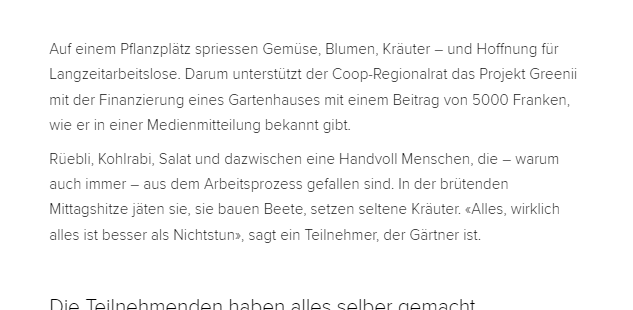 Auf einem Pflanzplätz spriessen Gemüse, Blumen, Kräuter – und Hoffnung für
Langzeitarbeitslose. Darum unterstützt der Coop-Regionalrat das Projekt Greenii
mit der Finanzierung eines Gartenhauses mit einem Beitrag von 5000 Franken,
wie er in einer Medienmitteilung bekannt gibt.
Rüebli, Kohlrabi, Salat und dazwischen eine Handvoll Menschen, die – warum
auch immer – aus dem Arbeitsprozess gefallen sind. In der brütenden
Mittagshitze jäten sie, sie bauen Beete, setzen seltene Kräuter. «Alles, wirklich
alles ist besser als Nichtstun», sagt ein Teilnehmer, der Gärtner ist.
Die Teilnehmenden haben alles selber gemacht